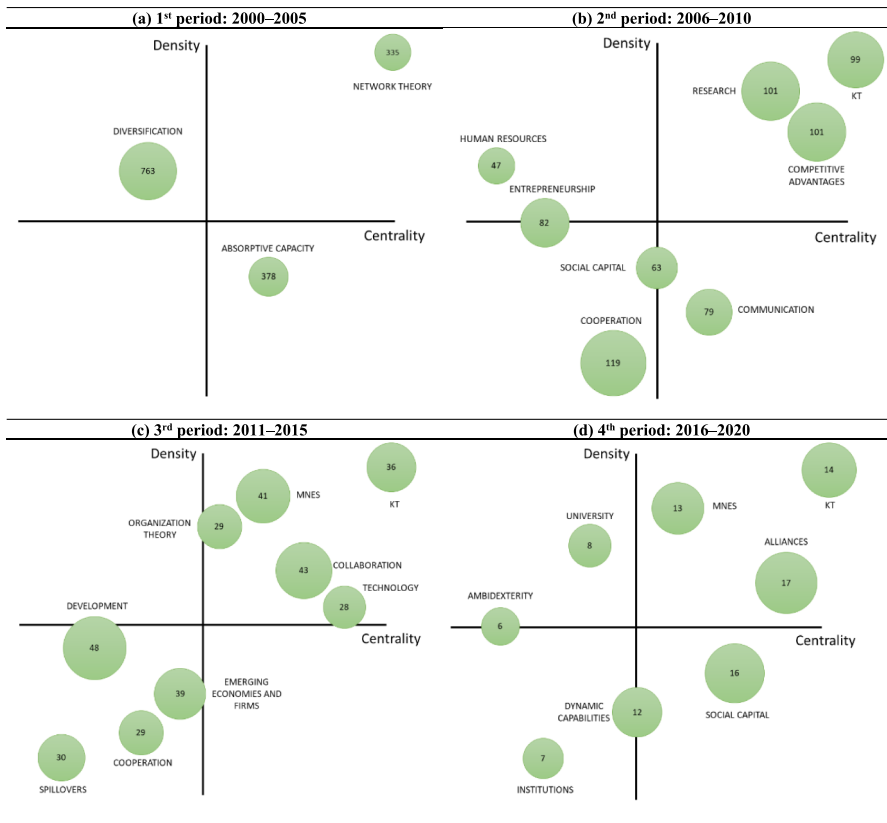 (a) 1st period: 2000–2005
Density
335
NETWORK THEORY
DIVERSIFICATION
763
Centrality
ABSORPTIVE CAPACITY
378
(b) 2nd period: 2006–2010
Density
99
KT
RESEARCH
101
101
COMPETITIVE
ADVANTAGES
HUMAN RESOURCES
47
ENTREPRENEURSHIP
82
Centrality
SOCIAL CAPITAL
63
79
COMMUNICATION
COOPERATION
119
(c) 3rd period: 2011–2015
Density
36
KT
41
MNES
ORGANIZATION
THEORY
29
43
COLLABORATION
TECHNOLOGY
28
DEVELOPMENT
48
Centrality
39
EMERGING
ECONOMIES AND
FIRMS
29
COOPERATION
30
SPILLOVERS
(d) 4th period: 2016–2020
Density
14
KT
13
MNES
UNIVERSITY
8
ALLIANCES
17
AMBIDEXTERITY
6
Centrality
16
SOCIAL CAPITAL
DYNAMIC
CAPABILITIES
12
7
INSTITUTIONS